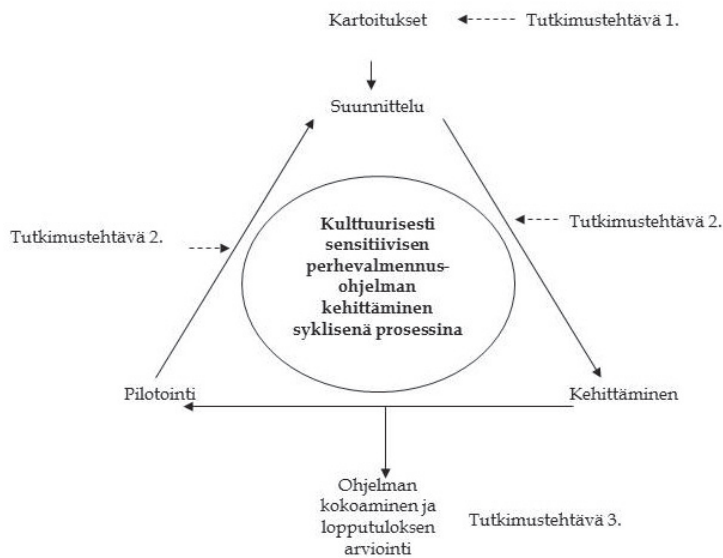 Kartoitukset
Tutkimustehtävä 1.
Suunnittelu
Tutkimustehtävä 2.
Kulttuurisesti
sensitiivisen
perhevalmennus-
ohjelman
kehittäminen
syklisenä prosessina
Tutkimustehtävä 2.
Pilotointi
Kehittäminen
Ohjelman
kokoaminen ja
lopputuloksen
arviointi
Tutkimustehtävä 3.